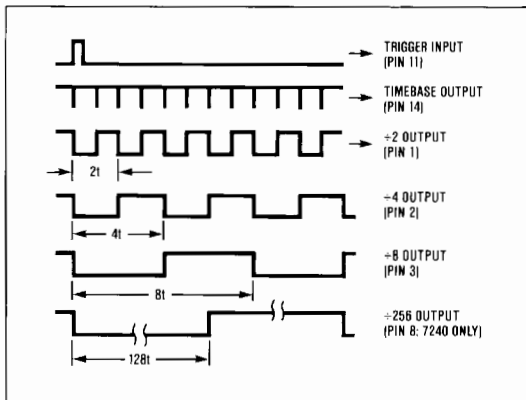 TRIGGER INPUT
(PIN 11)
TIMEBASE OUTPUT
(PIN 14)
÷2 OUTPUT
(PIN 1)
2t
÷4 OUTPUT
(PIN 2)
4t
÷8 OUTPUT
(PIN 3)
8t
÷256 OUTPUT
(PIN 8; 7240 ONLY)
128t